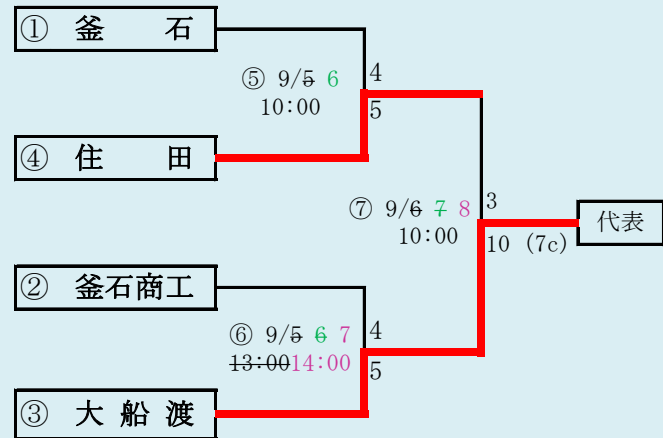 ① 釜 石
⑤ 9/5 6
10:00
4
5
④ 住 田
⑦ 9/6 7 8
10:00
3
10 (7c)
代表
② 釜石商工
⑥ 9/5 6 7
13:0014:00
4
5
③ 大 船 渡